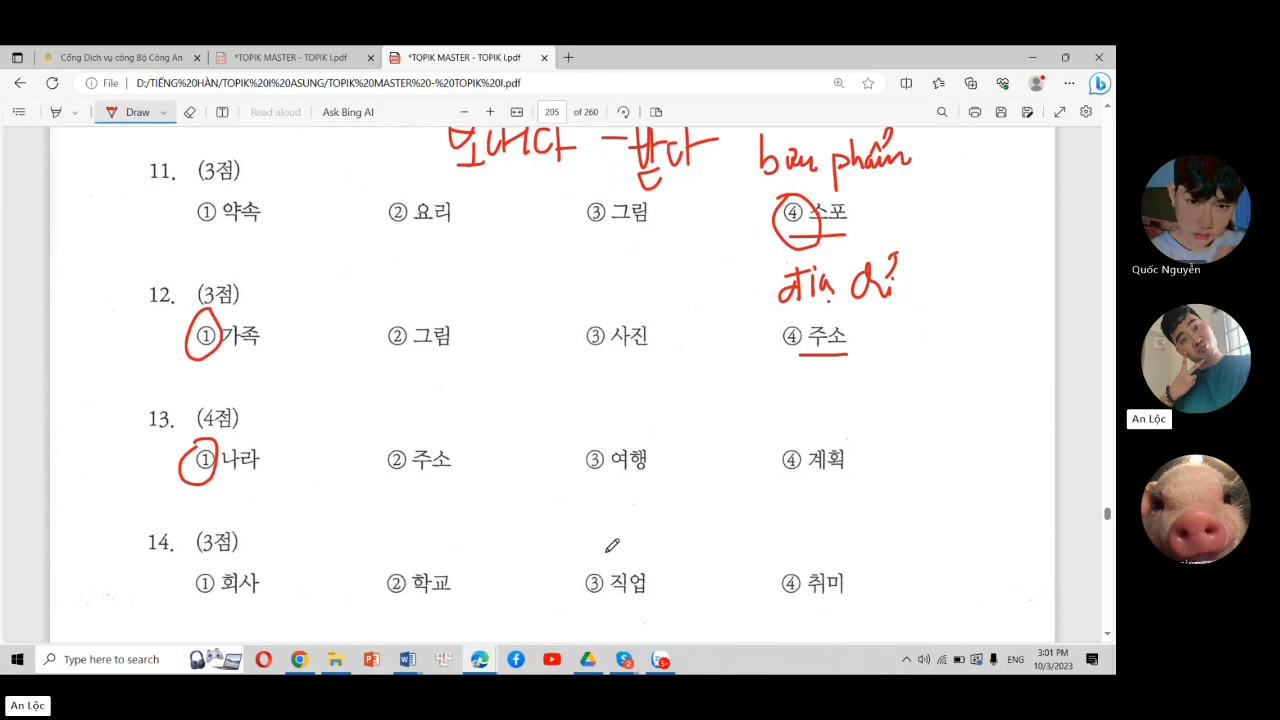 Cổng Dịch vụ công Bộ Công An
*TOPIK MASTER - TOPIK I.pdf
*TOPIK MASTER - TOPIK I.pdf
File D:/TIẾNG%20HÀN/TOPIK%20I%20ASUNG/TOPIK%20MASTER%20-%20TOPIK%20I.pdf
Draw Read aloud Ask Bing AI 205 of 260
보내다 – 받다 bưu phẩm
11. (3점)
① 약속 ② 요리 ③ 그림 ④ 소포
địa chỉ
12. (3점)
① 가족 ② 그림 ③ 사진 ④ 주소
13. (4점)
① 나라 ② 주소 ③ 여행 ④ 계획
14. (3점)
① 회사 ② 학교 ③ 직업 ④ 취미
Quốc Nguyễn
An Lộc
Type here to search
ENG
3:01 PM
10/3/2023
An Lộc